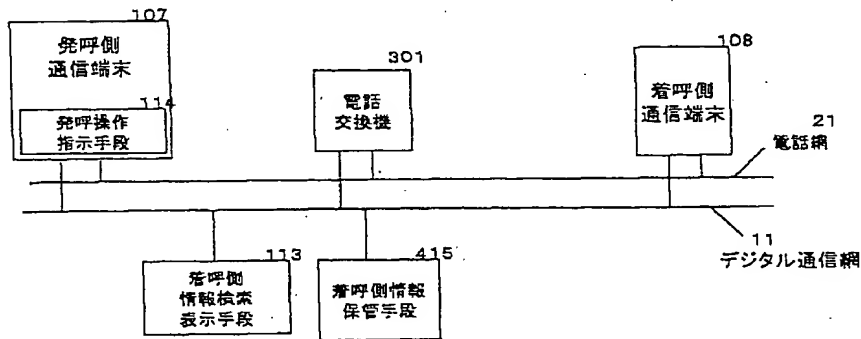 107
発呼側
通信端末
114
発呼操作
指示手段
301
電話
交換機
108
着呼側
通信端末
21
電話網
11
デジタル通信網
113
着呼側
情報検索
表示手段
415
着呼側情報
保管手段